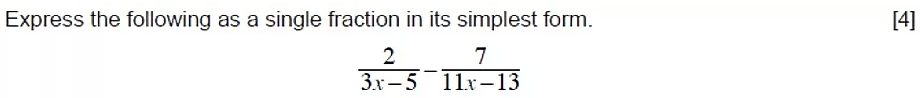 Express the following as a single fraction in its simplest form. [4]
2/(3x−5) − 7/(11x−13)